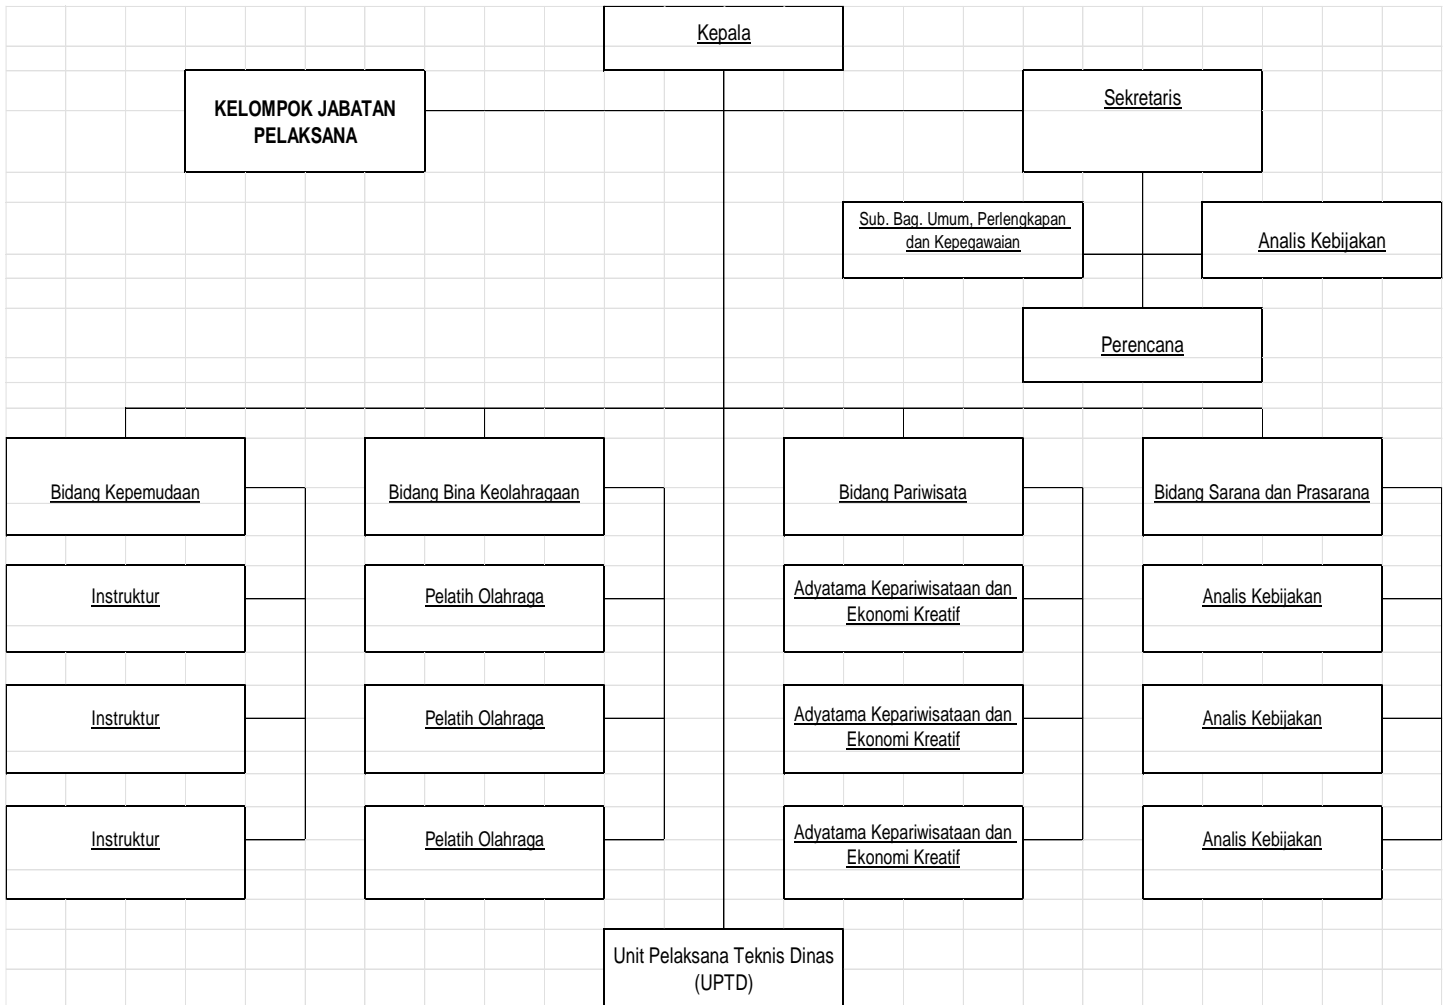 Kepala
KELOMPOK JABATAN
PELAKSANA
Sekretaris
Sub. Bag. Umum, Perlengkapan
dan Kepegawaian
Analis Kebijakan
Perencana
Bidang Kepemudaan
Bidang Bina Keolahragaan
Bidang Pariwisata
Bidang Sarana dan Prasarana
Instruktur
Pelatih Olahraga
Adyatama Kepariwisataan dan
Ekonomi Kreatif
Analis Kebijakan
Instruktur
Pelatih Olahraga
Adyatama Kepariwisataan dan
Ekonomi Kreatif
Analis Kebijakan
Instruktur
Pelatih Olahraga
Adyatama Kepariwisataan dan
Ekonomi Kreatif
Analis Kebijakan
Unit Pelaksana Teknis Dinas
(UPTD)